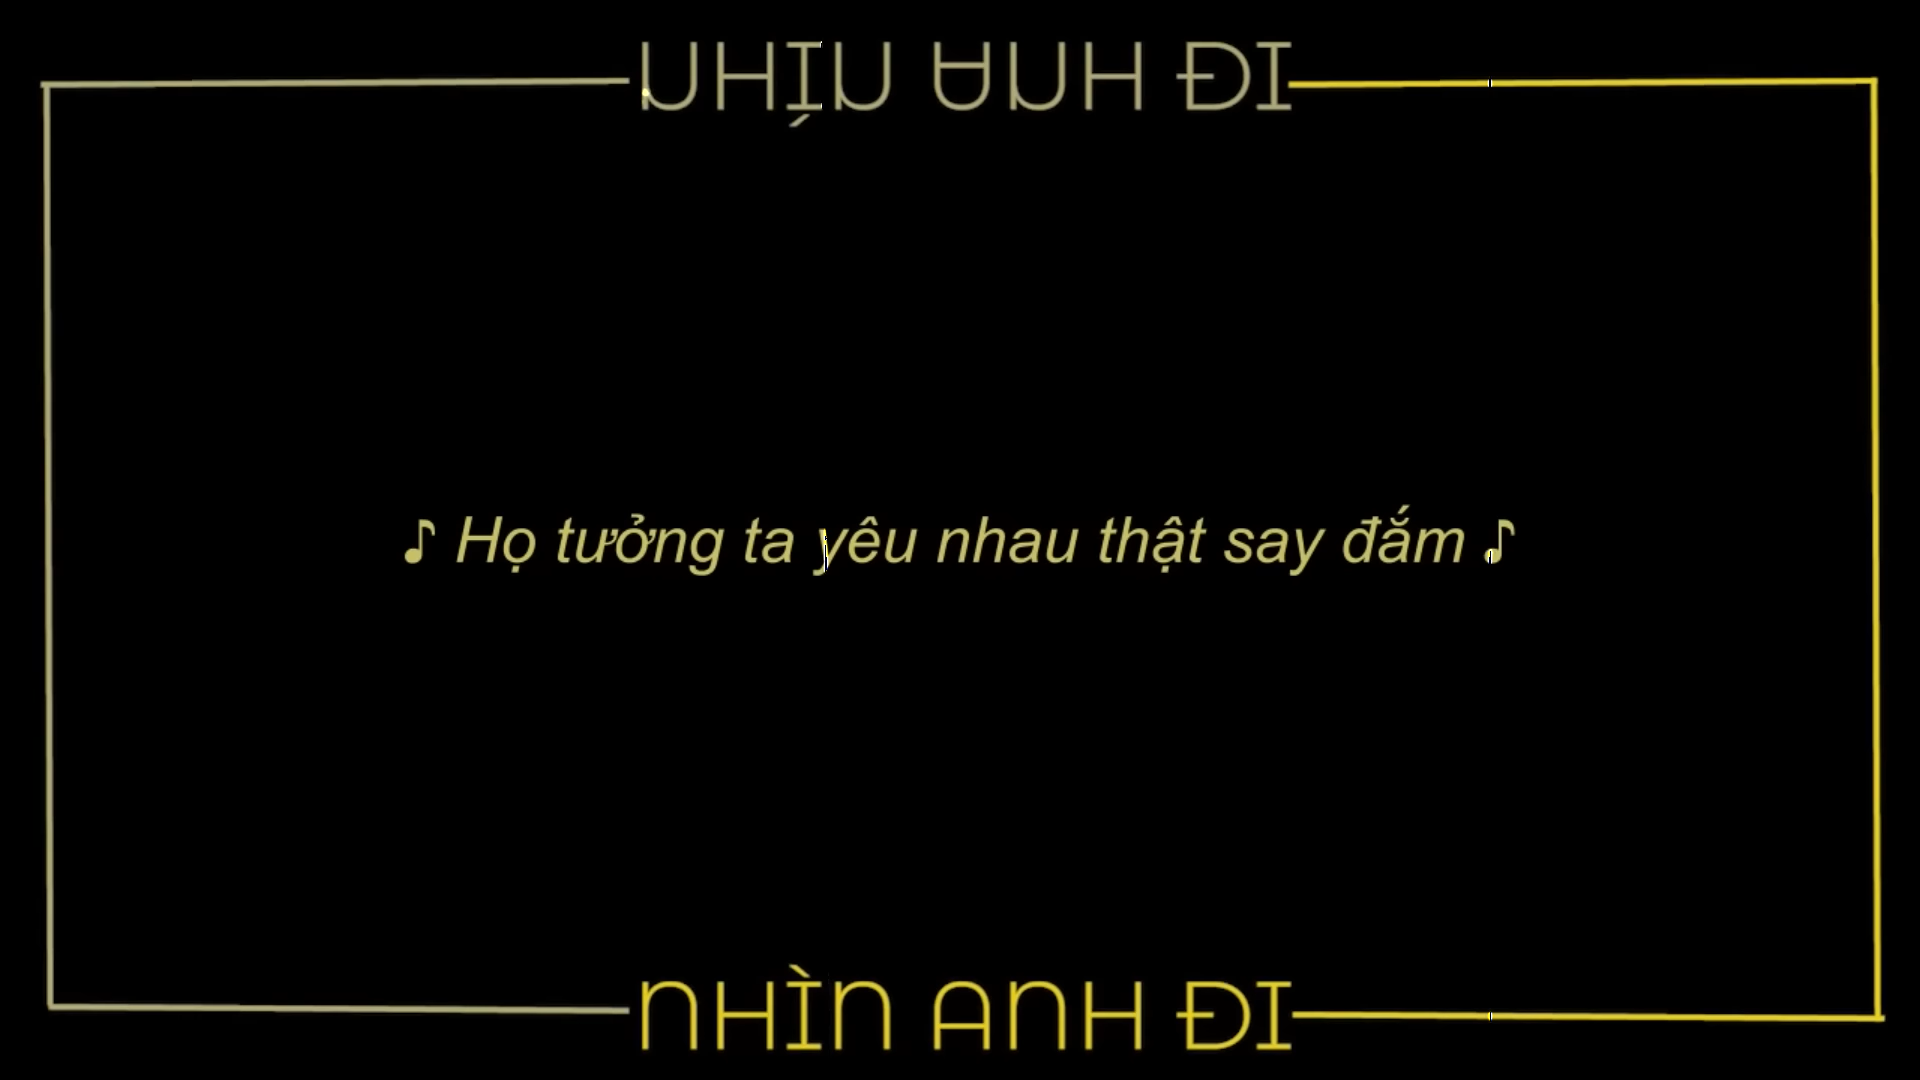 NHÌN ANH ĐI
♪ Họ tưởng ta yêu nhau thật say đắm ♪
NHÌN ANH ĐI